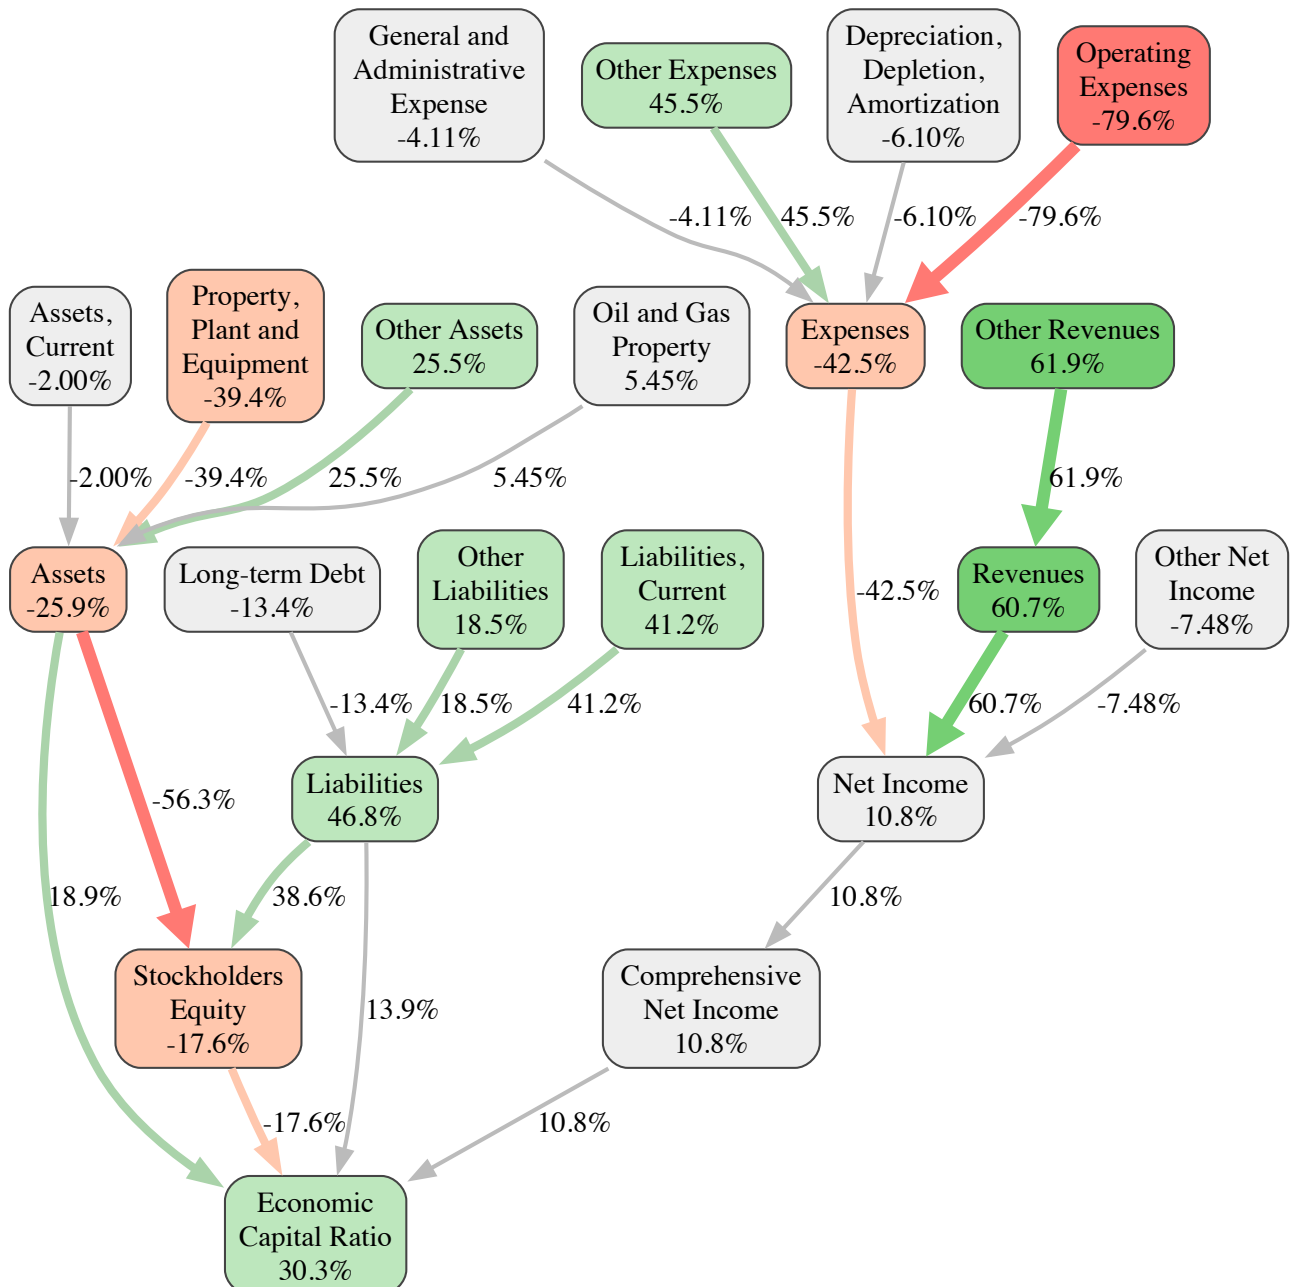 General and
Administrative
Expense
-4.11%
Other Expenses
45.5%
Depreciation,
Depletion,
Amortization
-6.10%
Operating
Expenses
-79.6%
-4.11%
45.5%
-6.10%
-79.6%
Assets,
Current
-2.00%
Property,
Plant and
Equipment
-39.4%
Other Assets
25.5%
Oil and Gas
Property
5.45%
Expenses
-42.5%
Other Revenues
61.9%
-2.00%
-39.4%
25.5%
5.45%
61.9%
Assets
-25.9%
Long-term Debt
-13.4%
Other
Liabilities
18.5%
Liabilities,
Current
41.2%
-42.5%
Revenues
60.7%
Other Net
Income
-7.48%
-13.4%
18.5%
41.2%
60.7%
-7.48%
-56.3%
Liabilities
46.8%
Net Income
10.8%
18.9%
38.6%
10.8%
Stockholders
Equity
-17.6%
13.9%
Comprehensive
Net Income
10.8%
-17.6%
10.8%
Economic
Capital Ratio
30.3%